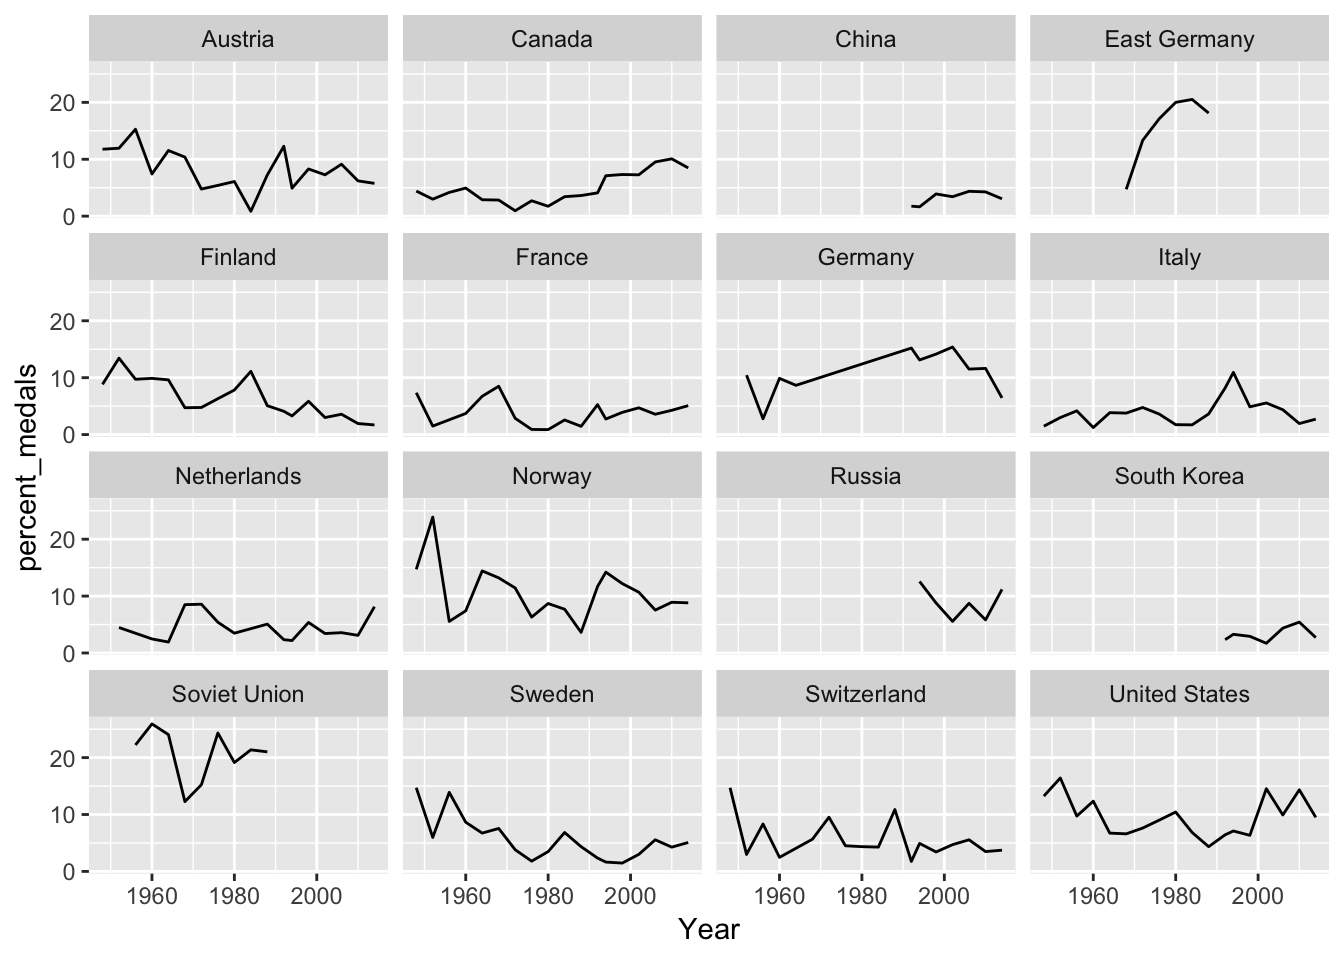 Austria Canada China East Germany
20
10
0
Finland France Germany Italy
20
10
0
Netherlands Norway Russia South Korea
20
10
0
Soviet Union Sweden Switzerland United States
20
10
0
1960 1980 2000 1960 1980 2000 1960 1980 2000 1960 1980 2000
Year
percent_medals